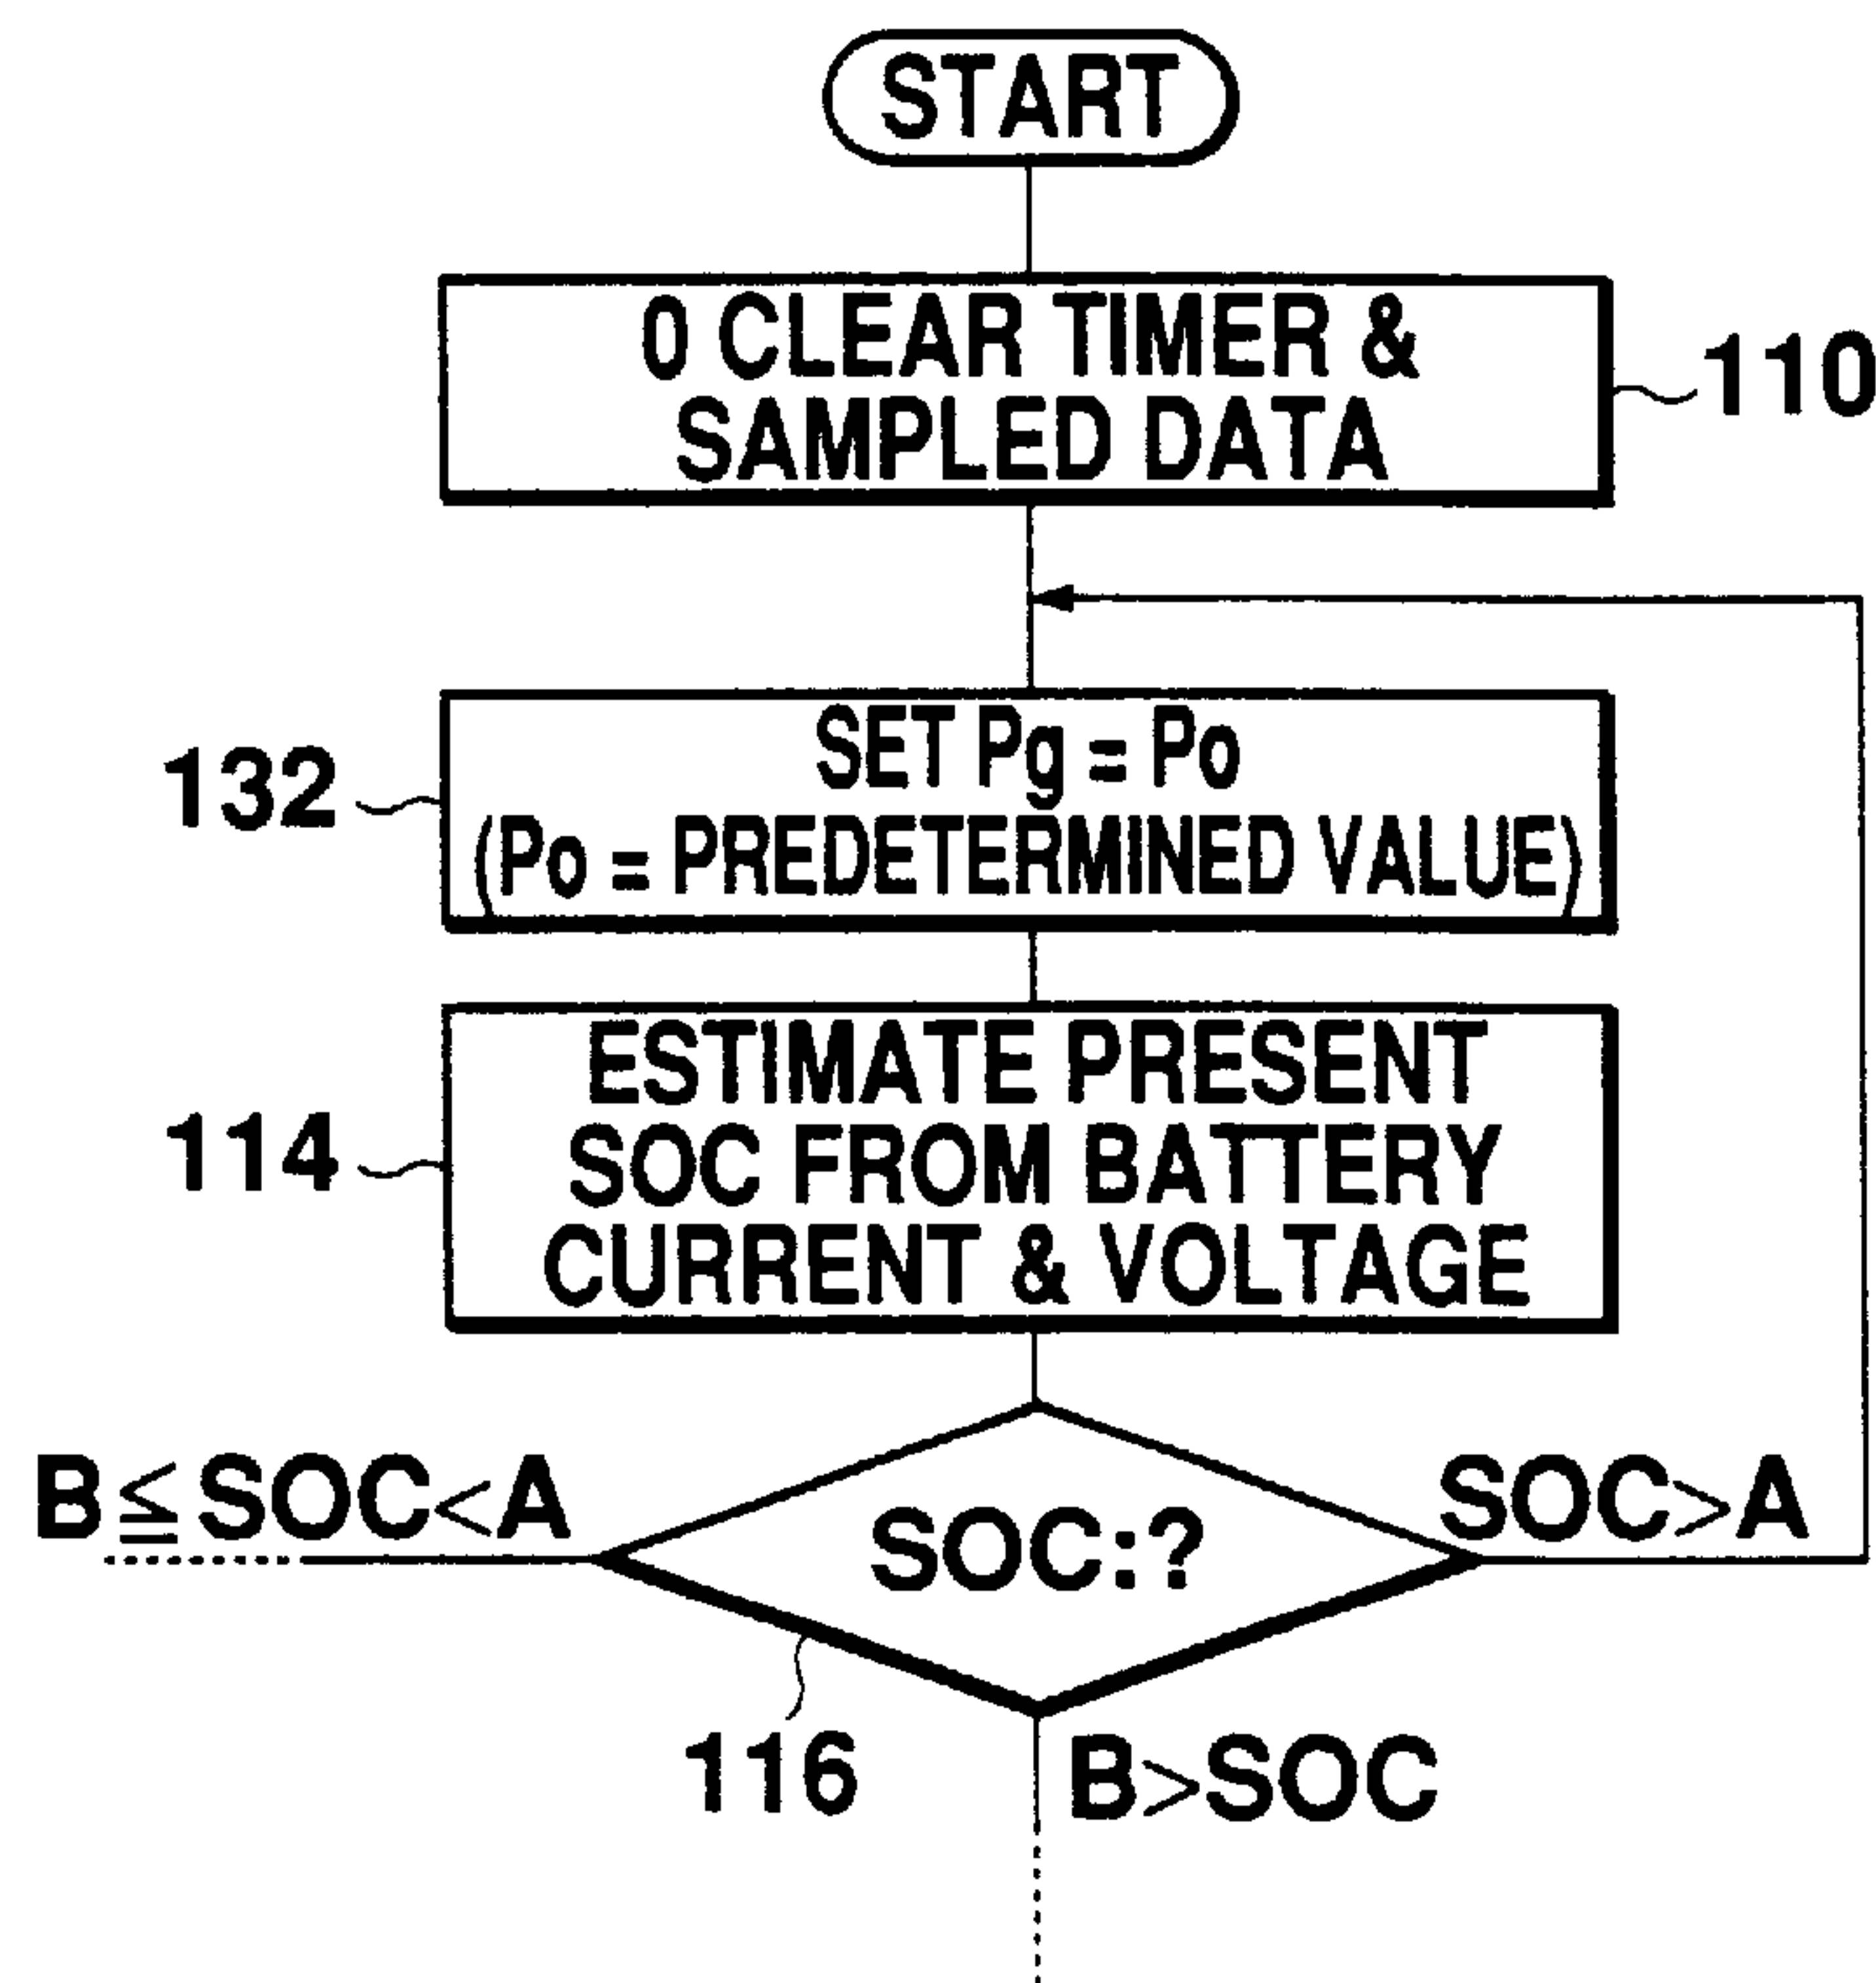 START
0 CLEAR TIMER &
SAMPLED DATA
110
SET Pg = Po
(Po = PREDETERMINED VALUE)
132
ESTIMATE PRESENT
SOC FROM BATTERY
CURRENT & VOLTAGE
114
B≦SOC<A
SOC:?
SOC>A
116
B>SOC